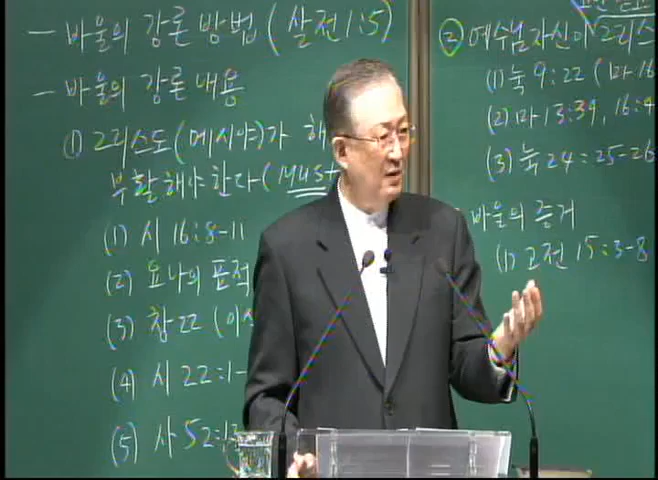 一 바울의 강론 방법 (살전 1:5)
一 바울의 강론 내용
① 그리스도(메시야)가 해
부활해야 한다(Must
(1) 시 16:8-11
(2) 요나의 표적
(3) 창 22 (이
(4) 시 22:1-
(5) 사 52:13
② 예수님 자신이 그리스
(1) 눅 9:22 (마 16
(2) 마 13:39, 16:4
(3) 눅 24:25-26
바울의 증거
(1) 고전 15:3-8